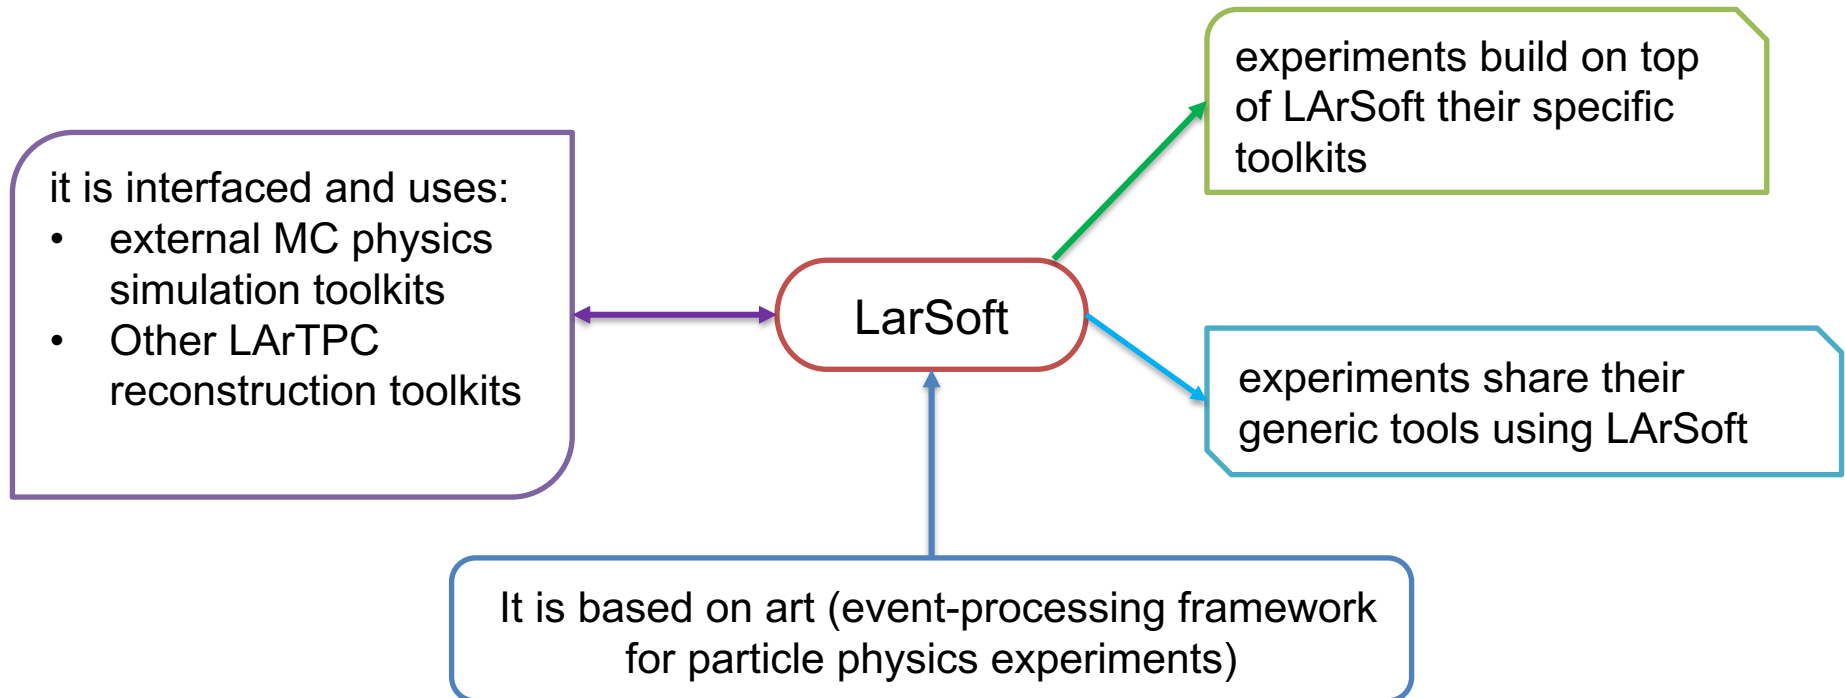 it is interfaced and uses:
• external MC physics
simulation toolkits
• Other LArTPC
reconstruction toolkits
LarSoft
experiments build on top
of LArSoft their specific
toolkits
experiments share their
generic tools using LArSoft
It is based on art (event-processing framework
for particle physics experiments)